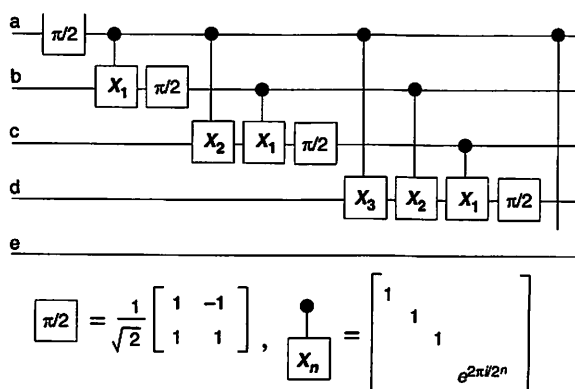 a
π/2
b
X₁ π/2
c
X₂ X₁ π/2
d
X₃ X₂ X₁ π/2
e
π/2 = 1/√2 [ 1 -1 ; 1 1 ] , Xₙ = [ 1 ; 1 ; 1 ; e^{2πi/2ⁿ} ]